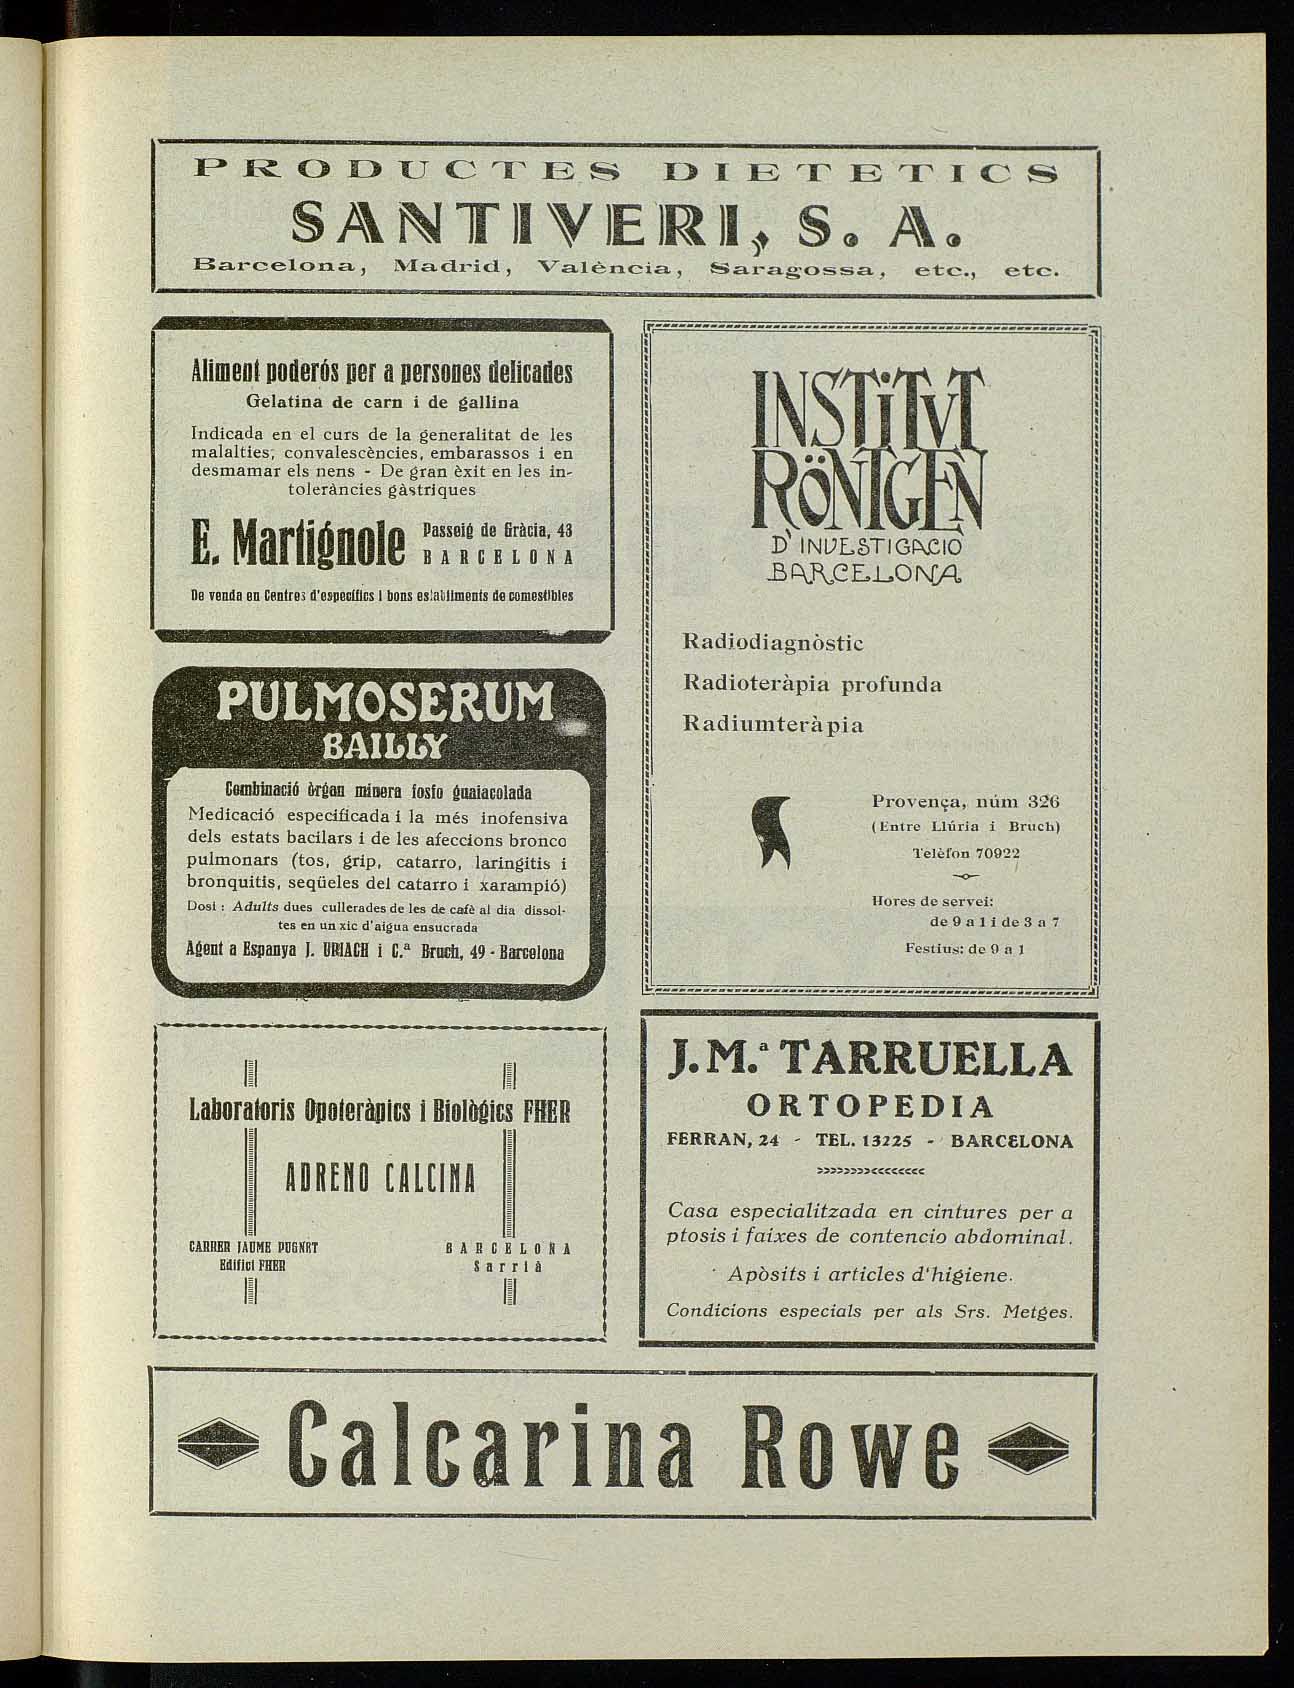 PRODUCTES DIETETICS
SANTIVERI, S. A.
Barcelona, Madrid, València, Saragossa, etc., etc.
Aliment poderós per a persones delicades
Gelatina de carn i de gallina
Indicada en el curs de la generalitat de les
malalties; convalescències, embarassos i en
desmamar els nens - De gran èxit en les in-
toleràncies gàstriques
E. Martignole
Passeig de Gràcia, 43
BARCELONA
De venda en Centres d'específics i bons establiments de comestibles
PULMOSERUM
BAILLY
Combinació òrgan minera fosfo guaiacolada
Medicació especificada i la més inofensiva
dels estats bacilars i de les afeccions bronco
pulmonars (tos, grip, catarro, laringitis i
bronquitis, seqüeles del catarro i xarampió)
Dosi : Adults dues cullerades de les de cafè al dia dissol-
tes en un xic d'aigua ensucrada
Agent a Espanya J. URIACH i C.ª Bruch, 49 - Barcelona
Laboratoris Opoteràpics i Biològics FHER
ADRENO CALCINA
CARRER JAUME PUGNET
Edifici FHER
BARCELONA
Sarrià
INSTiTVT
RÖNTGEN
D'INVESTIGACIÓ
BARCELONA
Radiodiagnòstic
Radioteràpia profunda
Radiumteràpia
Provença, núm 326
(Entre Llúria i Bruch)
Telèfon 70922
Hores de servei:
de 9 a 1 i de 3 a 7
Festius: de 9 a 1
J. M.ª TARRUELLA
ORTOPEDIA
FERRAN, 24 - TEL. 13225 - BARCELONA
Casa especialitzada en cintures per a
ptosis i faixes de contencio abdominal.
Apòsits i articles d'higiene.
Condicions especials per als Srs. Metges.
Calcarina Rowe